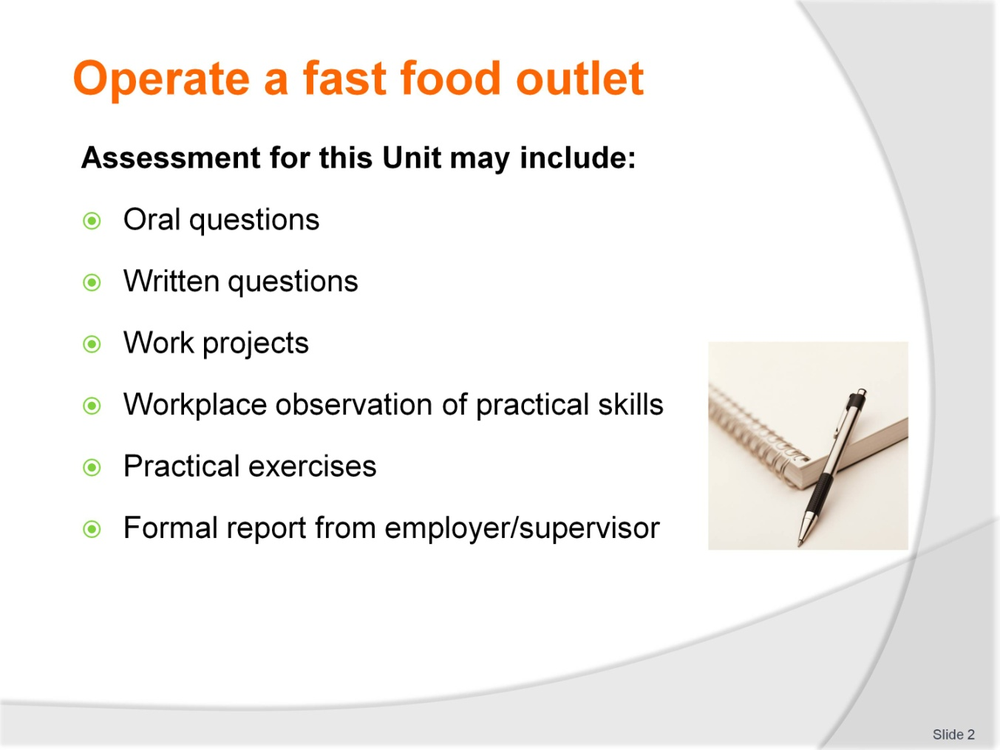 Operate a fast food outlet
Assessment for this Unit may include:
Oral questions
Written questions
Work projects
Workplace observation of practical skills
Practical exercises
Formal report from employer/supervisor
Slide 2